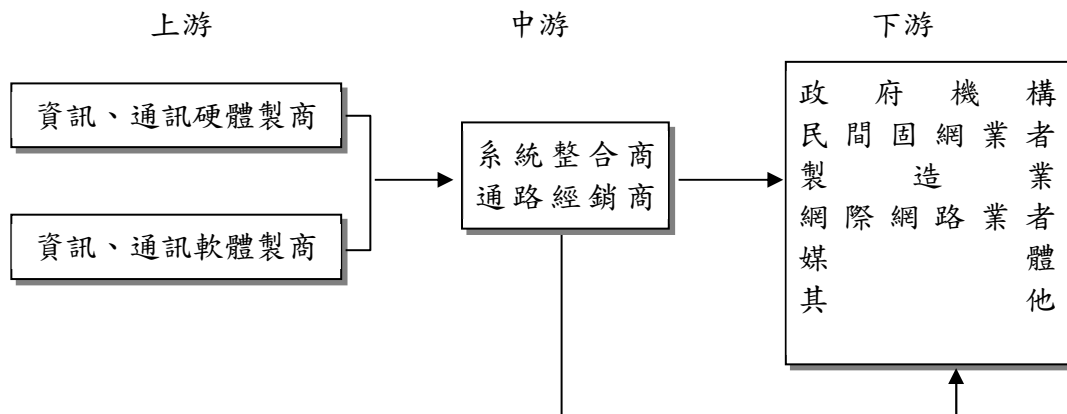 上游
中游
下游
資訊、通訊硬體製商
資訊、通訊軟體製商
系統整合商
通路經銷商
政府機構
民間固網業者
製造業
網際網路業者
媒體
其他